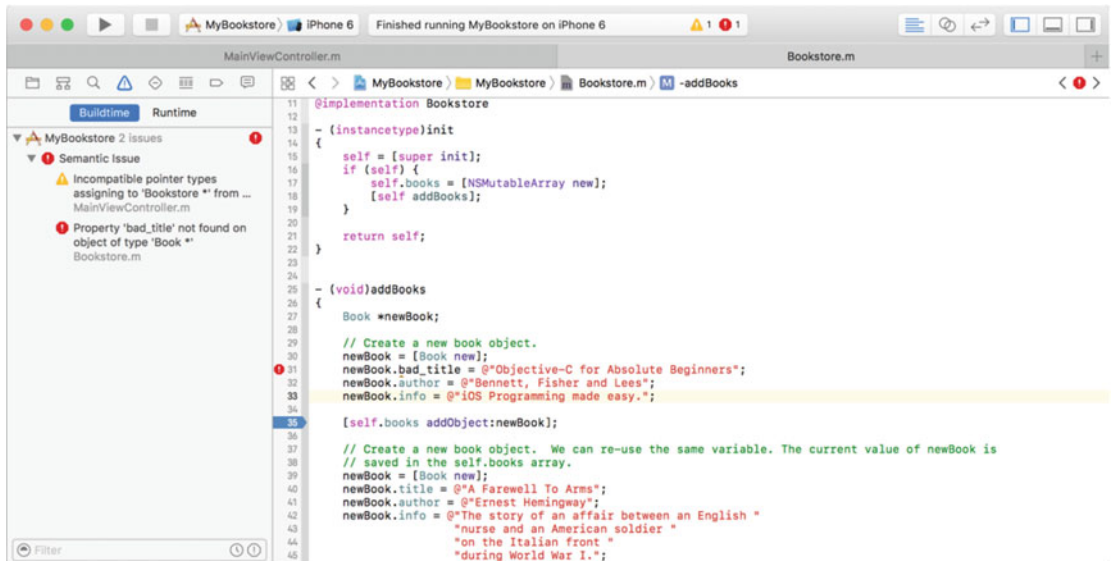 MyBookstore iPhone 6 Finished running MyBookstore on iPhone 6 1 1
MainViewController.m Bookstore.m
MyBookstore MyBookstore Bookstore.m M -addBooks
Buildtime Runtime
MyBookstore 2 issues
Semantic Issue
Incompatible pointer types
assigning to 'Bookstore *' from ...
MainViewController.m
Property 'bad_title' not found on
object of type 'Book *'
Bookstore.m
Filter
11 @implementation Bookstore
12
13 - (instancetype)init
14 {
15 self = [super init];
16 if (self) {
17 self.books = [NSMutableArray new];
18 [self addBooks];
19 }
20
21 return self;
22 }
23
24
25 - (void)addBooks
26 {
27 Book *newBook;
28
29 // Create a new book object.
30 newBook = [Book new];
31 newBook.bad_title = @"Objective-C for Absolute Beginners";
32 newBook.author = @"Bennett, Fisher and Lees";
33 newBook.info = @"iOS Programming made easy.";
34
35 [self.books addObject:newBook];
36
37 // Create a new book object.  We can re-use the same variable. The current value of newBook is
38 // saved in the self.books array.
39 newBook = [Book new];
40 newBook.title = @"A Farewell To Arms";
41 newBook.author = @"Ernest Hemingway";
42 newBook.info = @"The story of an affair between an English "
43 "nurse and an American soldier "
44 "on the Italian front "
45 "during World War I.";